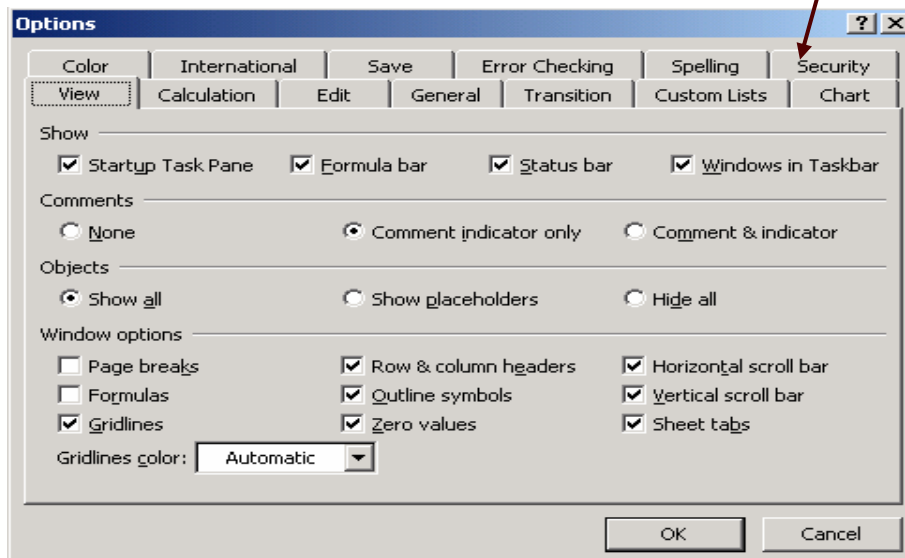 Options
Color International Save Error Checking Spelling Security
View Calculation Edit General Transition Custom Lists Chart
Show
Startup Task Pane Formula bar Status bar Windows in Taskbar
Comments
None Comment indicator only Comment & indicator
Objects
Show all Show placeholders Hide all
Window options
Page breaks Row & column headers Horizontal scroll bar
Formulas Outline symbols Vertical scroll bar
Gridlines Zero values Sheet tabs
Gridlines color: Automatic
OK Cancel